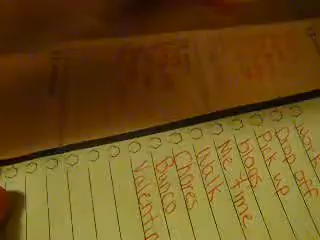 Work
Drop off
Pick up
blogs
Me time
Walk
Chores
Bunco
Valentin